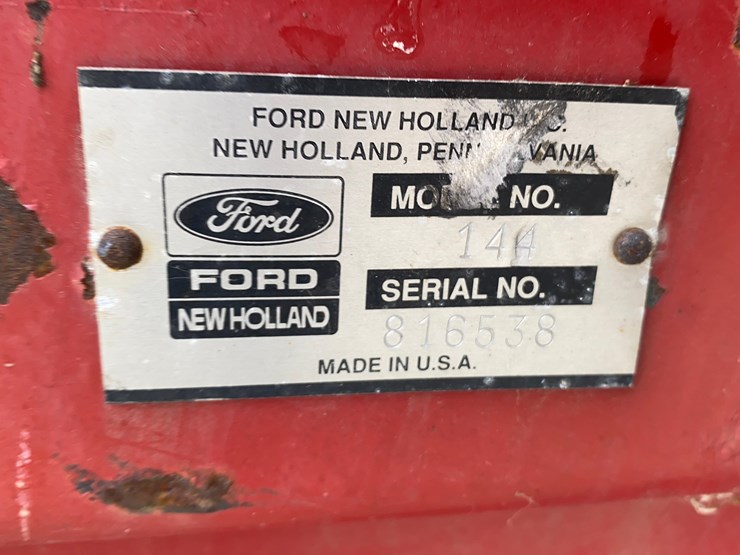 FORD NEW HOLLAND
NEW HOLLAND,
Ford
FORD
NEW HOLLAND
NO.
144
SERIAL NO.
816538
MADE IN U.S.A.